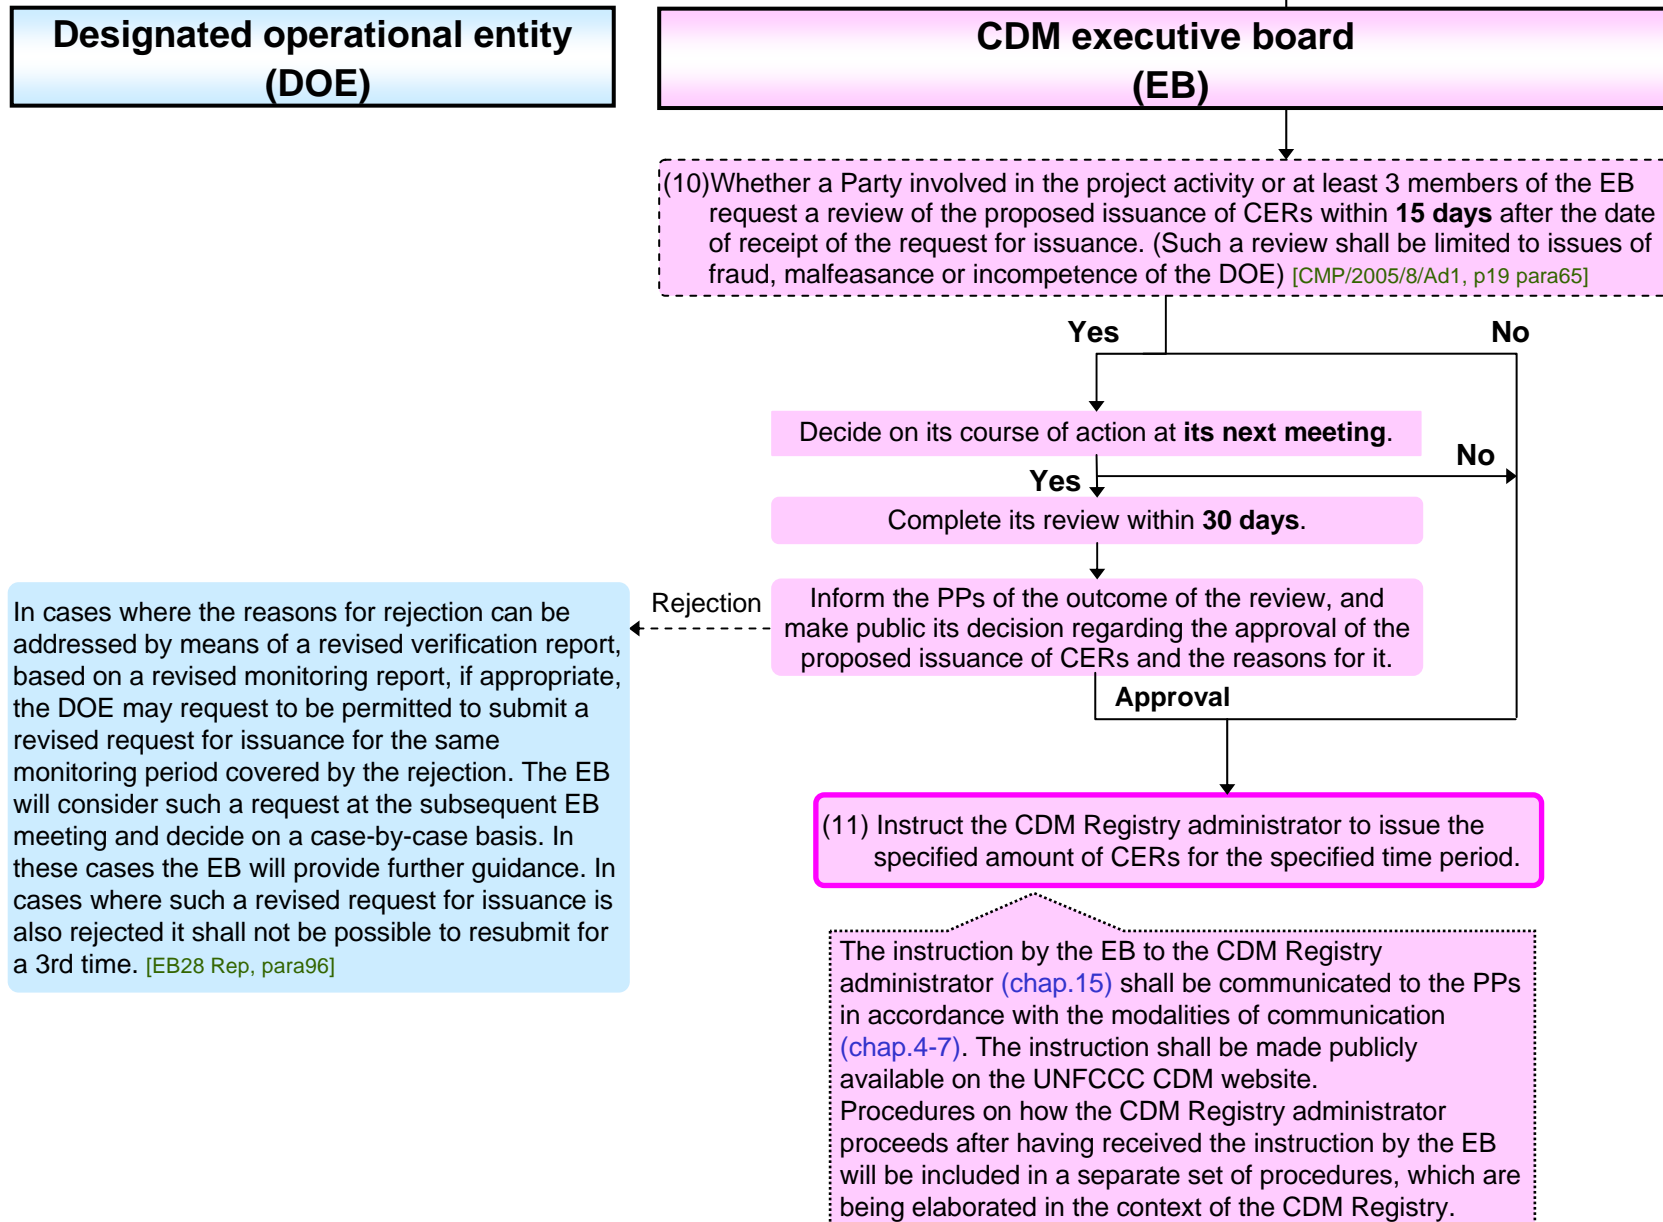 Designated operational entity
(DOE)
CDM executive board
(EB)
(10)Whether a Party involved in the project activity or at least 3 members of the EB
request a review of the proposed issuance of CERs within 15 days after the date
of receipt of the request for issuance. (Such a review shall be limited to issues of
fraud, malfeasance or incompetence of the DOE) [CMP/2005/8/Ad1, p19 para65]
Yes
No
Decide on its course of action at its next meeting.
No
Yes
Complete its review within 30 days.
Inform the PPs of the outcome of the review, and
make public its decision regarding the approval of the
proposed issuance of CERs and the reasons for it.
Rejection
In cases where the reasons for rejection can be
addressed by means of a revised verification report,
based on a revised monitoring report, if appropriate,
the DOE may request to be permitted to submit a
revised request for issuance for the same
monitoring period covered by the rejection. The EB
will consider such a request at the subsequent EB
meeting and decide on a case-by-case basis. In
these cases the EB will provide further guidance. In
cases where such a revised request for issuance is
also rejected it shall not be possible to resubmit for
a 3rd time. [EB28 Rep, para96]
Approval
(11) Instruct the CDM Registry administrator to issue the
specified amount of CERs for the specified time period.
The instruction by the EB to the CDM Registry
administrator (chap.15) shall be communicated to the PPs
in accordance with the modalities of communication
(chap.4-7). The instruction shall be made publicly
available on the UNFCCC CDM website.
Procedures on how the CDM Registry administrator
proceeds after having received the instruction by the EB
will be included in a separate set of procedures, which are
being elaborated in the context of the CDM Registry.